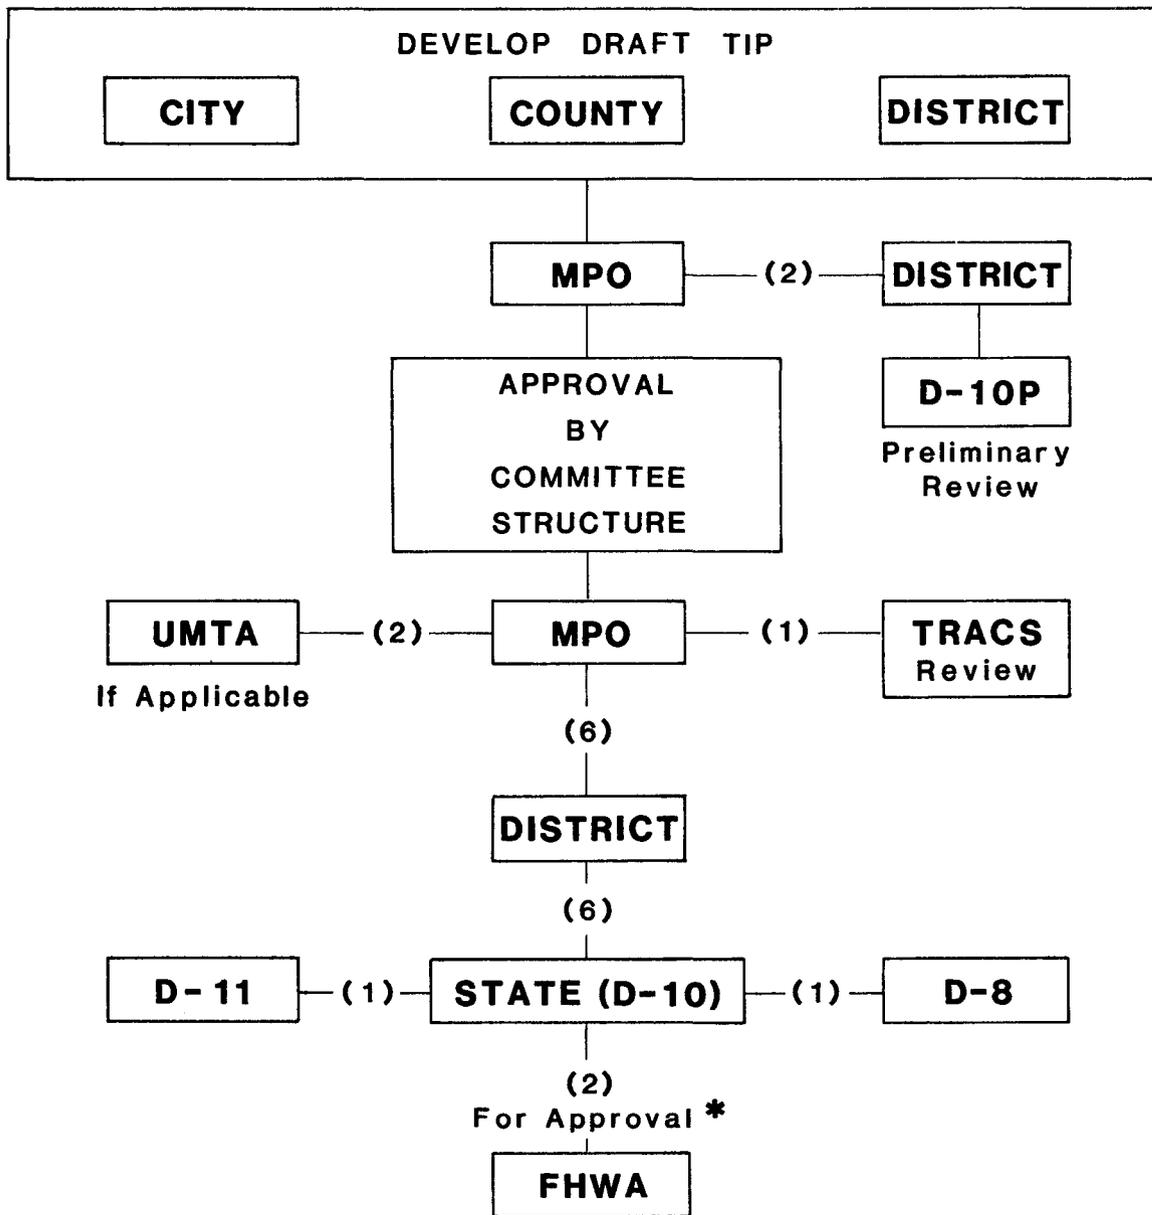 DEVELOP DRAFT TIP
CITY
COUNTY
DISTRICT
MPO
(2)
DISTRICT
APPROVAL
BY
COMMITTEE
STRUCTURE
D-10P
Preliminary
Review
UMTA
(2)
MPO
(1)
TRACS
Review
If Applicable
(6)
DISTRICT
(6)
D-11
(1)
STATE (D-10)
(1)
D-8
(2)
For Approval *
FHWA